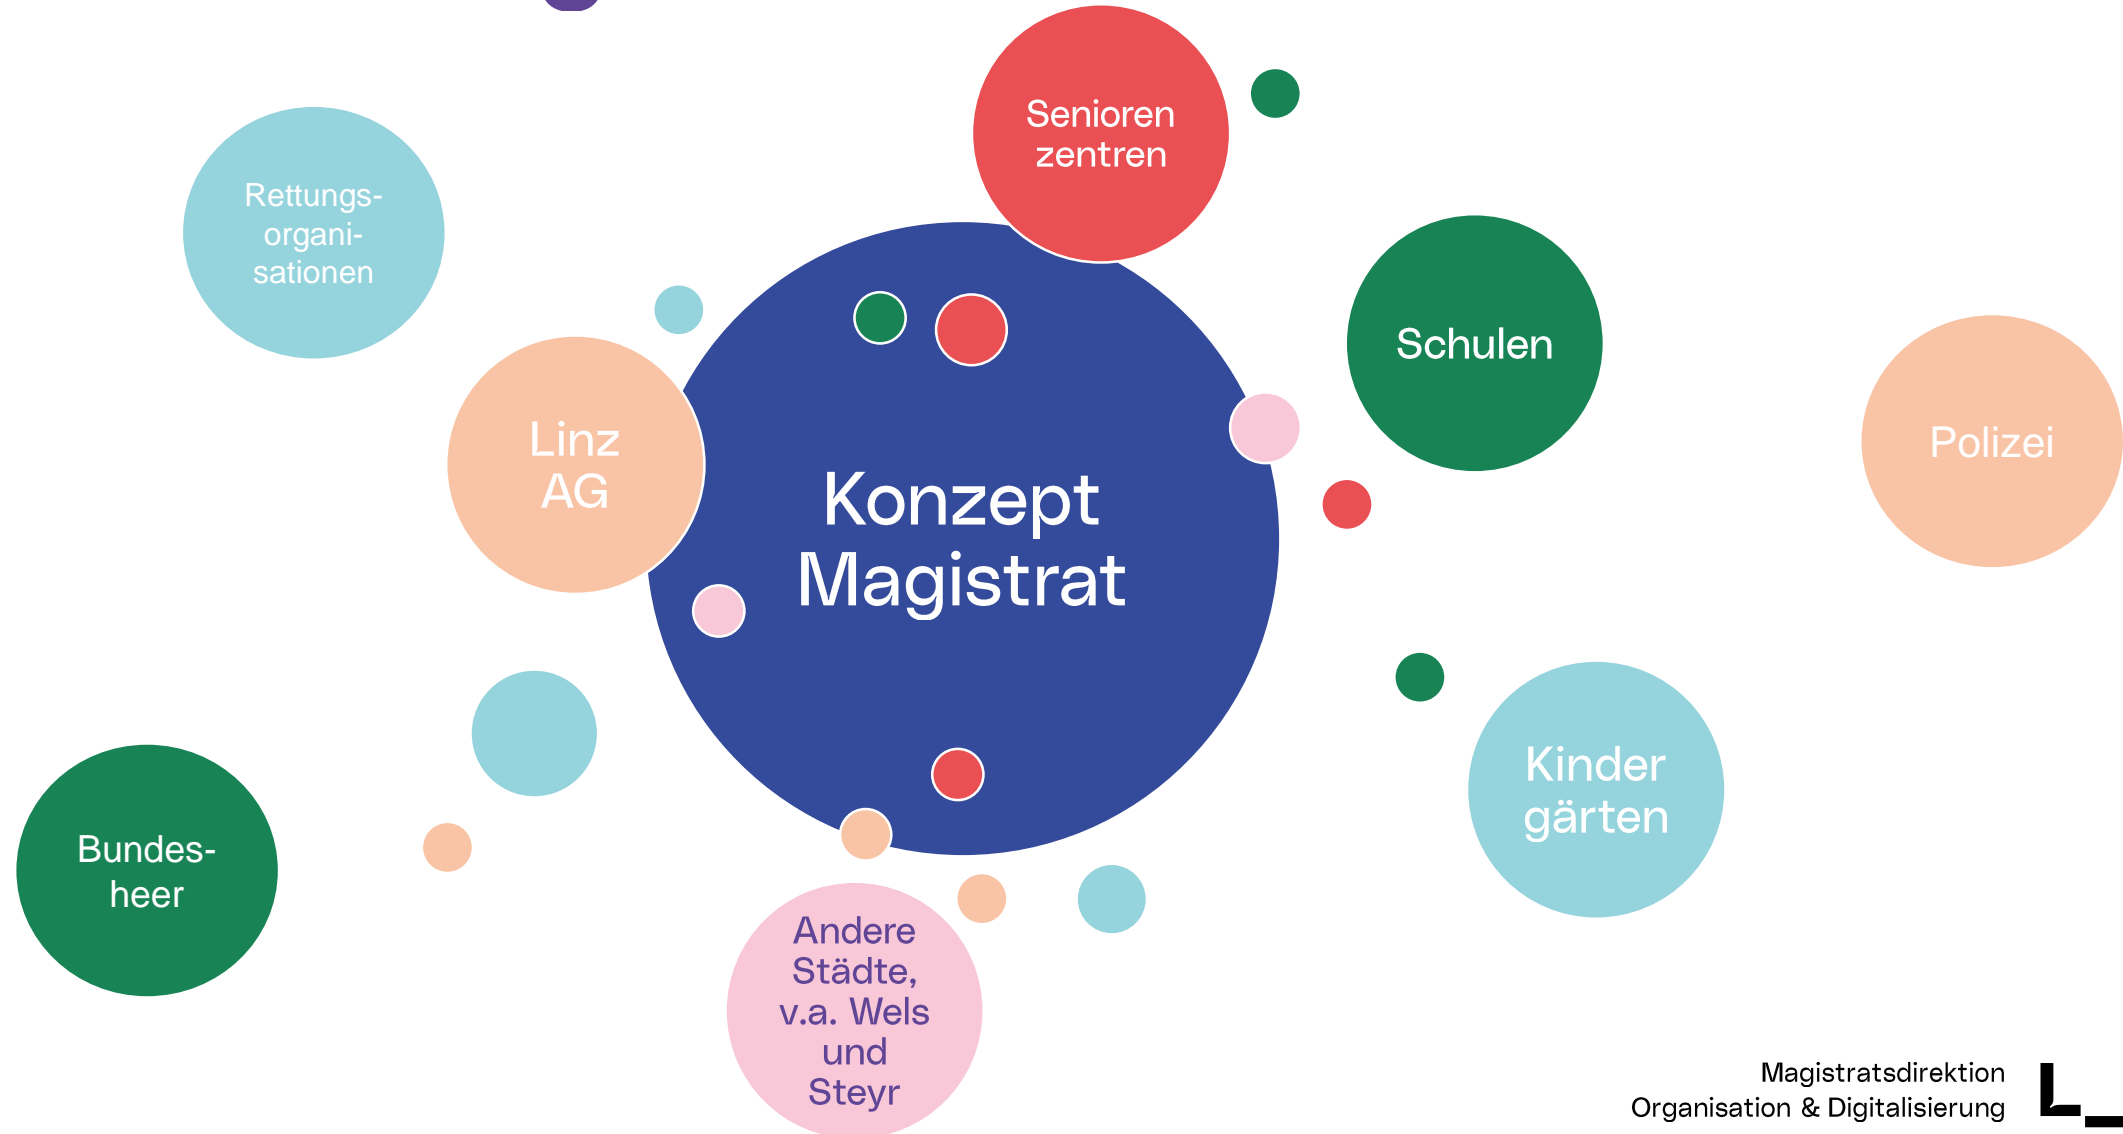 Senioren
zentren
Rettungs-
organi-
sationen
Schulen
Linz
AG
Polizei
Konzept
Magistrat
Kinder
gärten
Bundes-
heer
Andere
Städte,
v.a. Wels
und
Steyr
Magistratsdirektion
Organisation & Digitalisierung